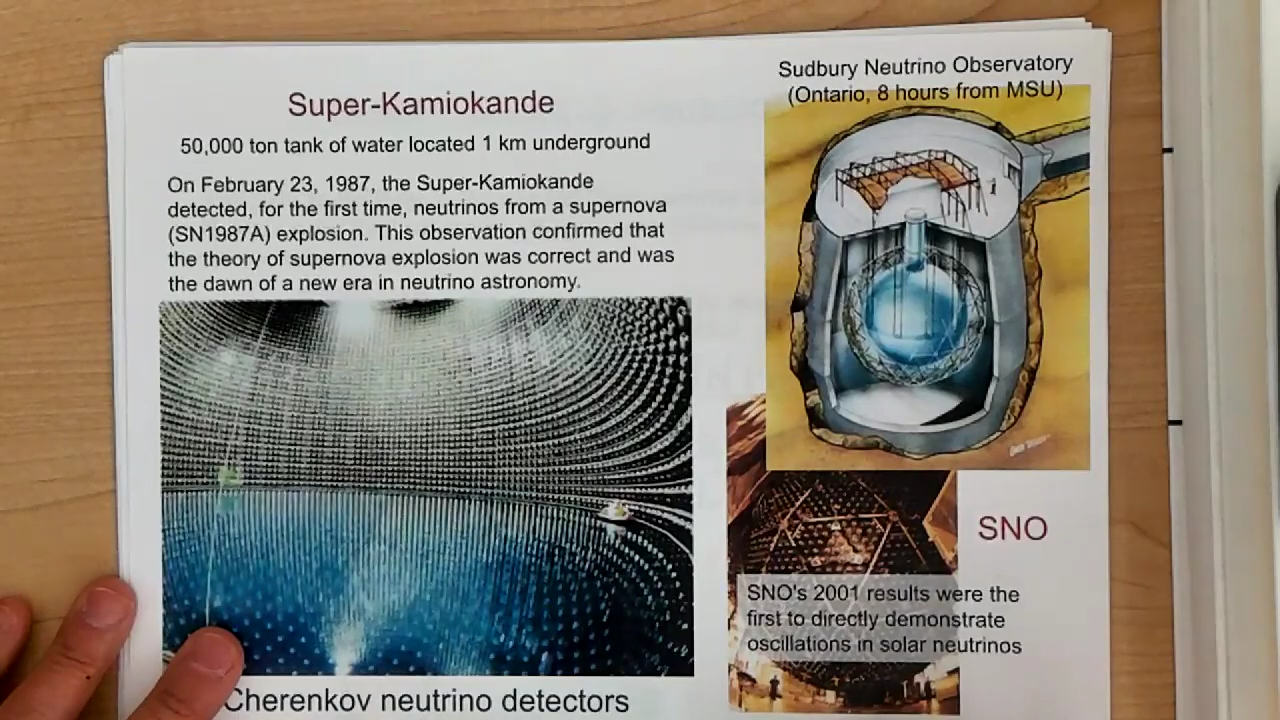 Super-Kamiokande
50,000 ton tank of water located 1 km underground
On February 23, 1987, the Super-Kamiokande
detected, for the first time, neutrinos from a supernova
(SN1987A) explosion. This observation confirmed that
the theory of supernova explosion was correct and was
the dawn of a new era in neutrino astronomy.
Cherenkov neutrino detectors
Sudbury Neutrino Observatory
(Ontario, 8 hours from MSU)
SNO
SNO's 2001 results were the
first to directly demonstrate
oscillations in solar neutrinos